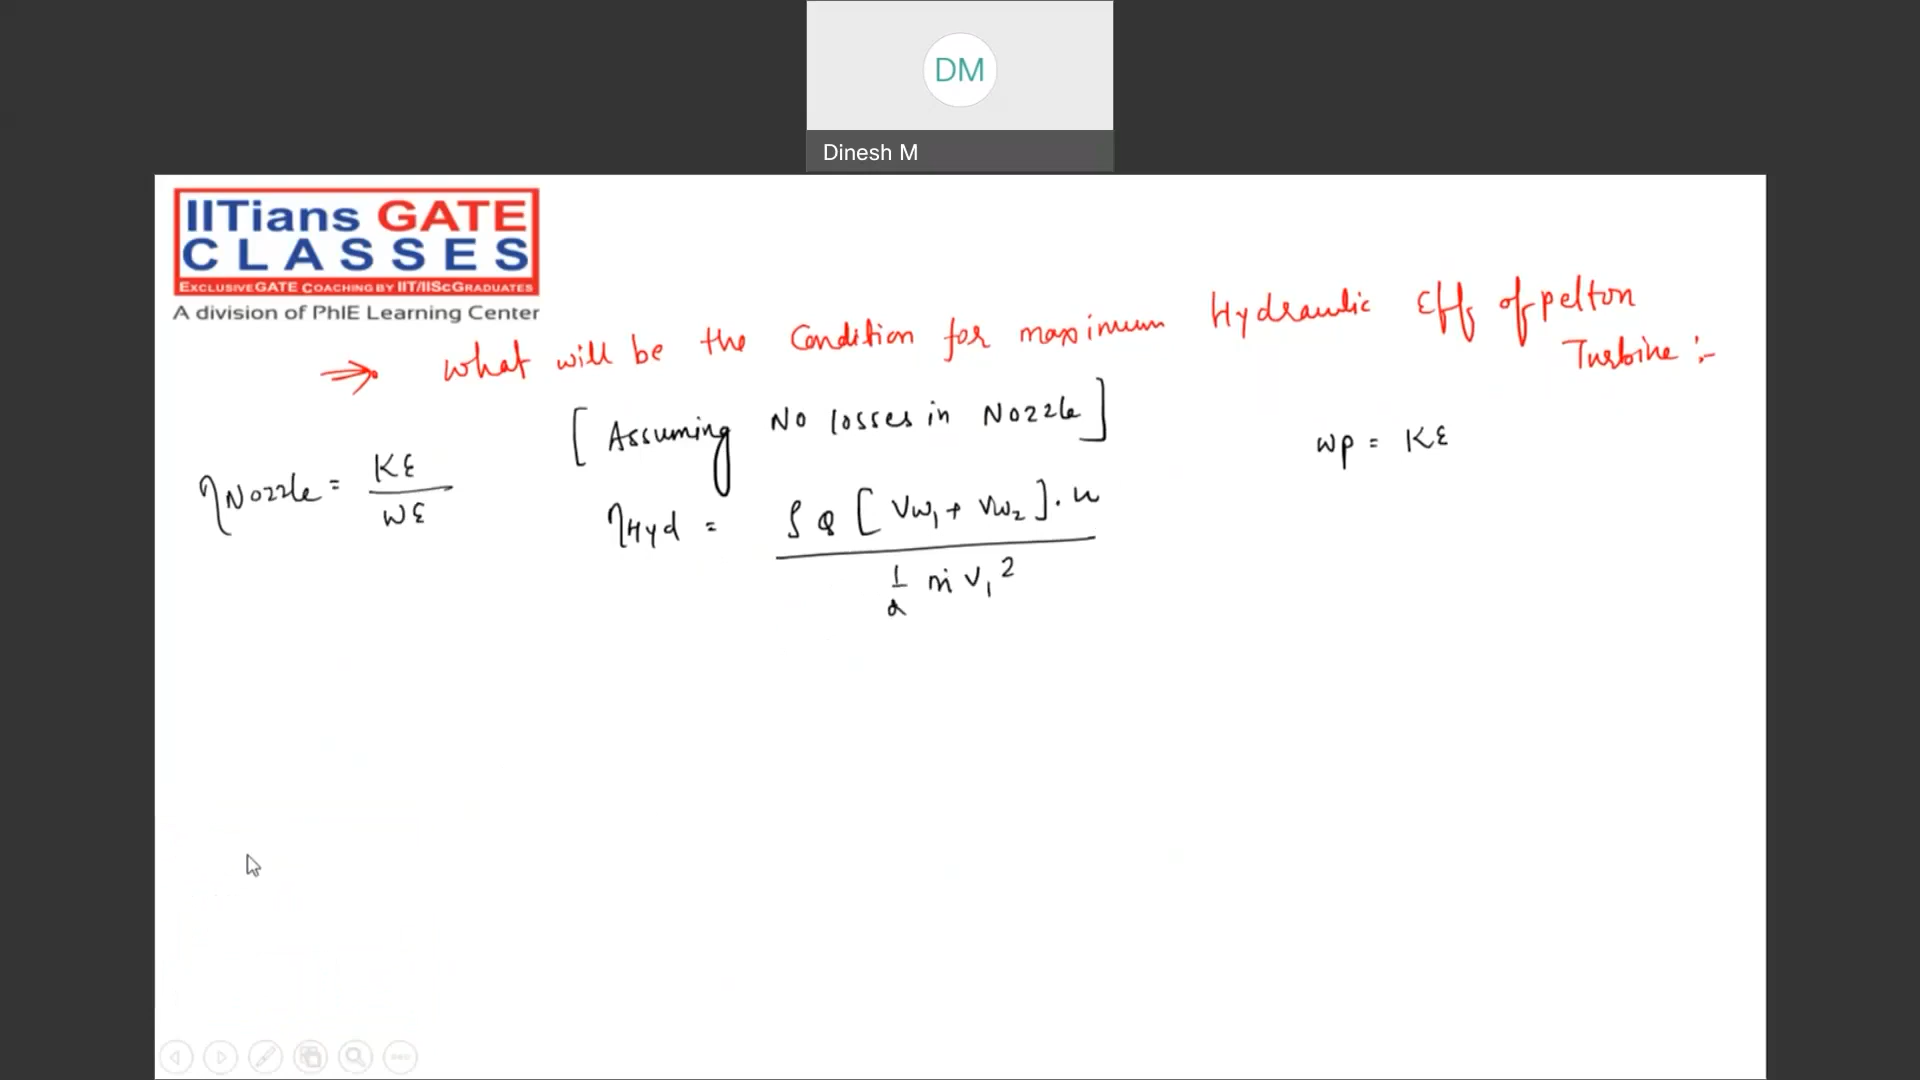 DM
Dinesh M
IITians GATE
CLASSES
EXCLUSIVE GATE COACHING BY IIT/IISc GRADUATES
A division of PhIE Learning Center
⇒ What will be the Condition for maximum Hydraulic Eff of pelton
Turbine :-
[Assuming NO losses in Nozzle]
WP = KE
ηNozzle = KE / WE
ηHyd = ρQ[Vw₁ + Vw₂].u / ½ ṁ V₁²